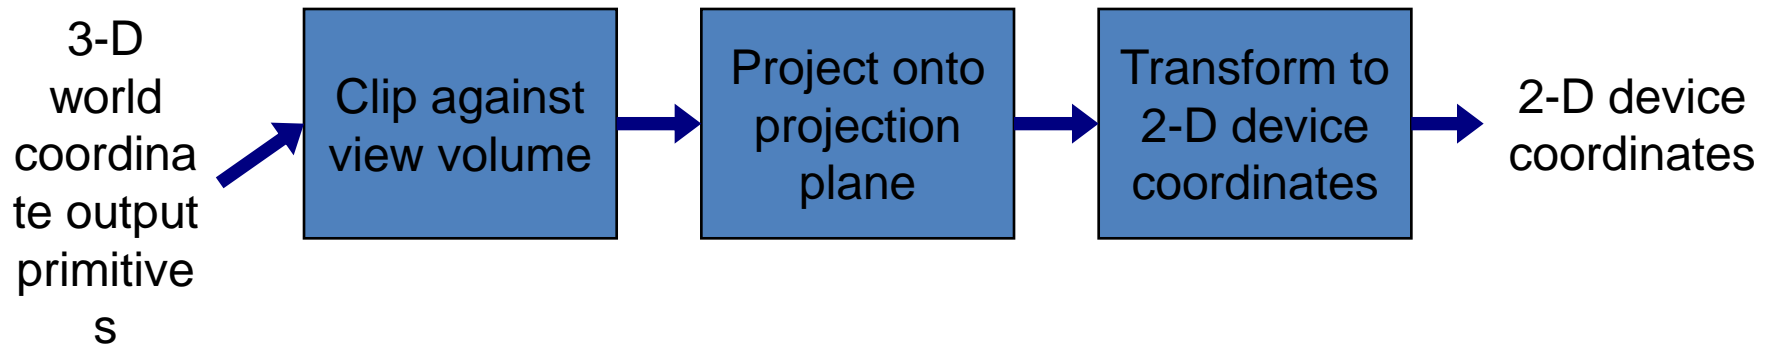 3-D
world
coordina
te output
primitive
s
Clip against
view volume
Project onto
projection
plane
Transform to
2-D device
coordinates
2-D device
coordinates